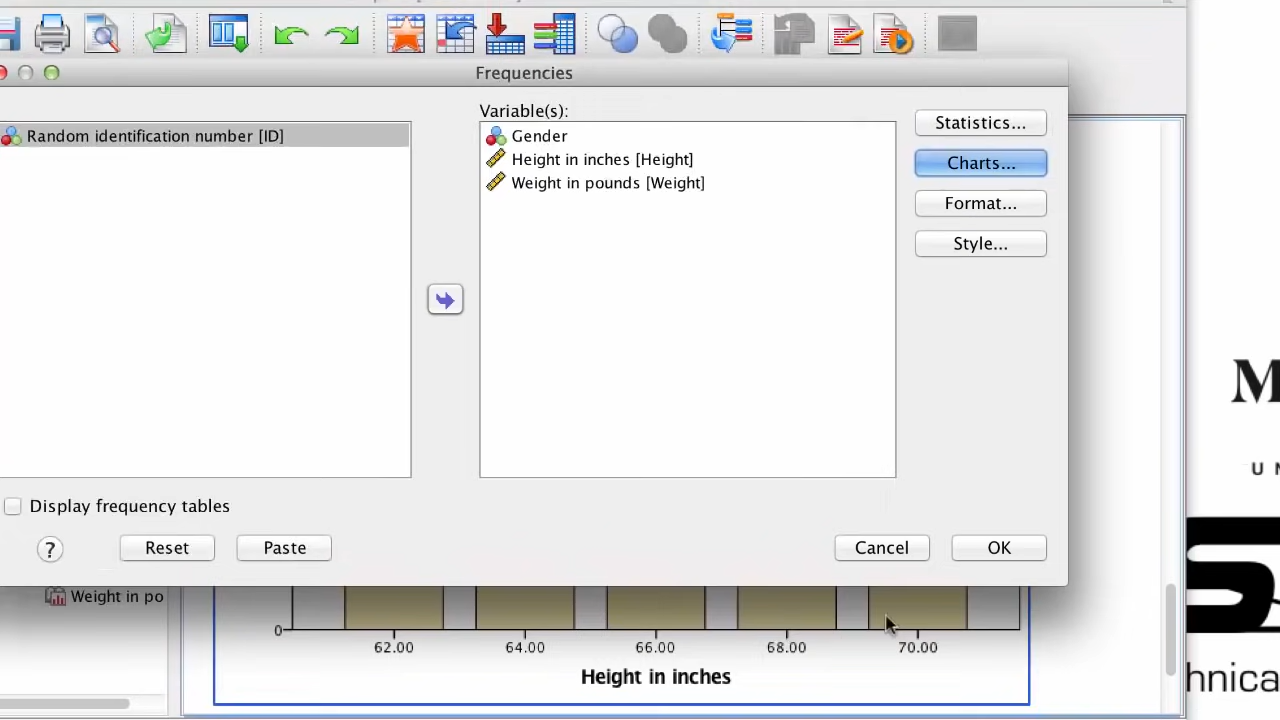 Frequencies
Variable(s):
Random identification number [ID]
Gender
Height in inches [Height]
Weight in pounds [Weight]
Statistics...
Charts...
Format...
Style...
Display frequency tables
?
Reset
Paste
Cancel
OK
Weight in po
0
62.00
64.00
66.00
68.00
70.00
Height in inches
M
U N
S
hnica